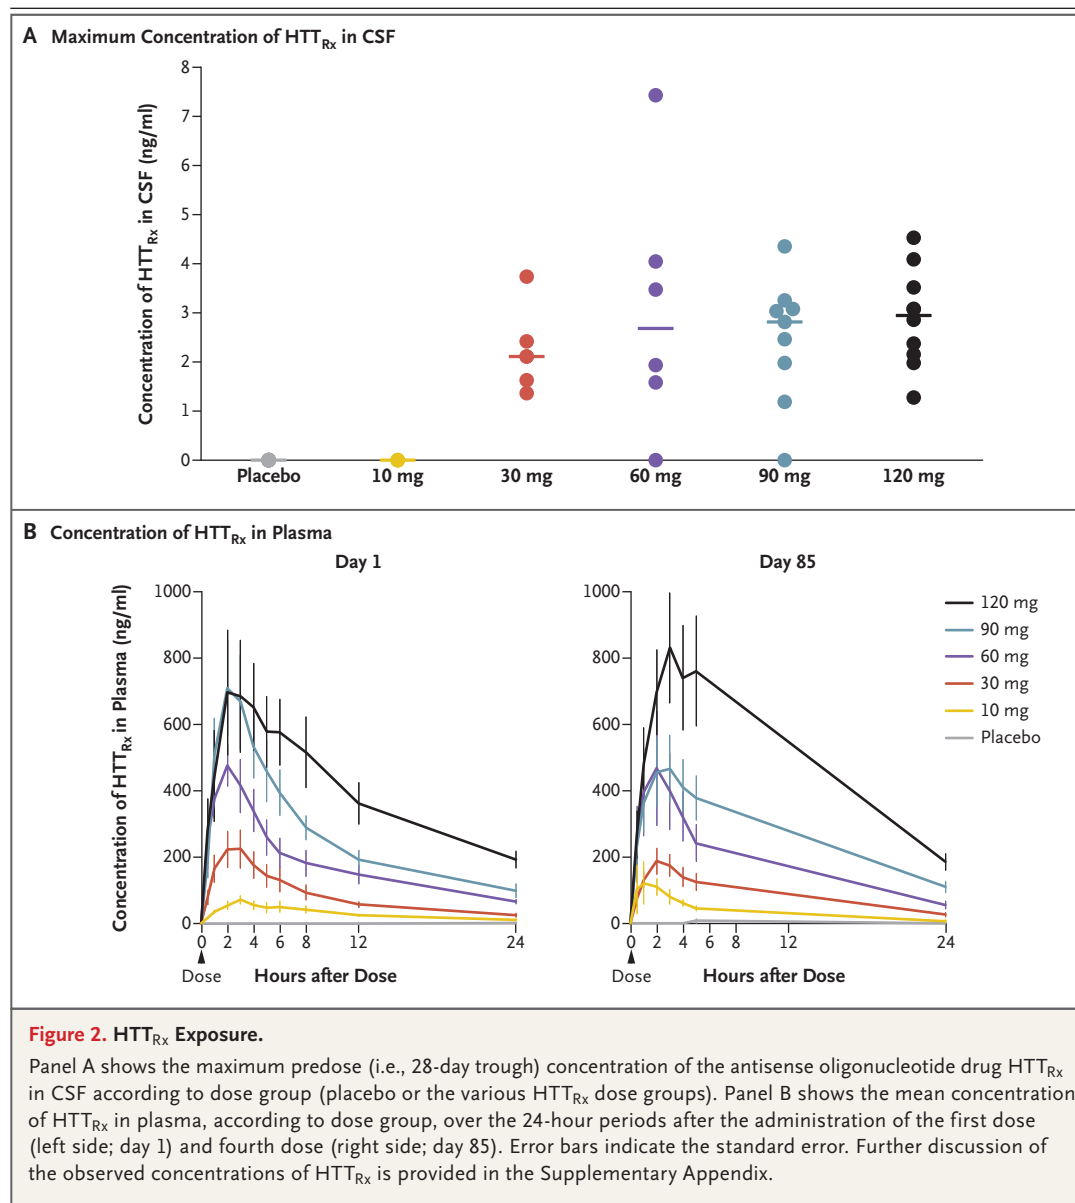 A Maximum Concentration of HTTRx in CSF
Concentration of HTTRx in CSF (ng/ml)
8
7
6
5
4
3
2
1
0
Placebo 10 mg 30 mg 60 mg 90 mg 120 mg
B Concentration of HTTRx in Plasma
Day 1
Concentration of HTTRx in Plasma (ng/ml)
1000
800
600
400
200
0
0 2 4 6 8 12 24
Dose
Hours after Dose
Day 85
1000
800
600
400
200
0
0 2 4 6 8 12 24
Dose
Hours after Dose
120 mg
90 mg
60 mg
30 mg
10 mg
Placebo
Figure 2. HTTRx Exposure.
Panel A shows the maximum predose (i.e., 28-day trough) concentration of the antisense oligonucleotide drug HTTRx
in CSF according to dose group (placebo or the various HTTRx dose groups). Panel B shows the mean concentration
of HTTRx in plasma, according to dose group, over the 24-hour periods after the administration of the first dose
(left side; day 1) and fourth dose (right side; day 85). Error bars indicate the standard error. Further discussion of
the observed concentrations of HTTRx is provided in the Supplementary Appendix.